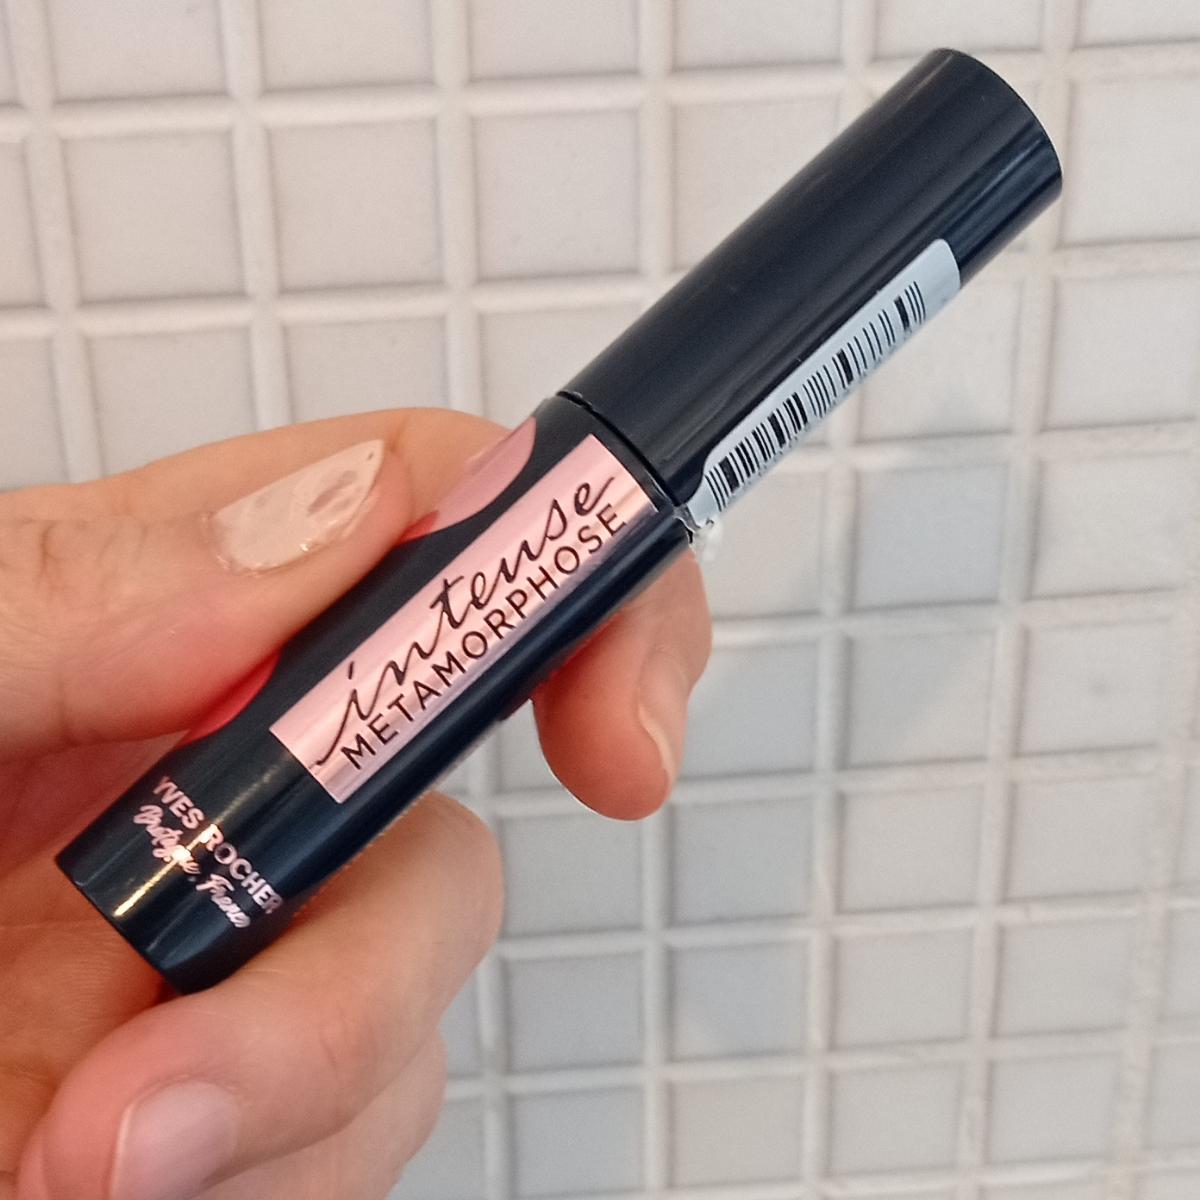 intense
METAMORPHOSE
YVES ROCHER
Bretagne, France